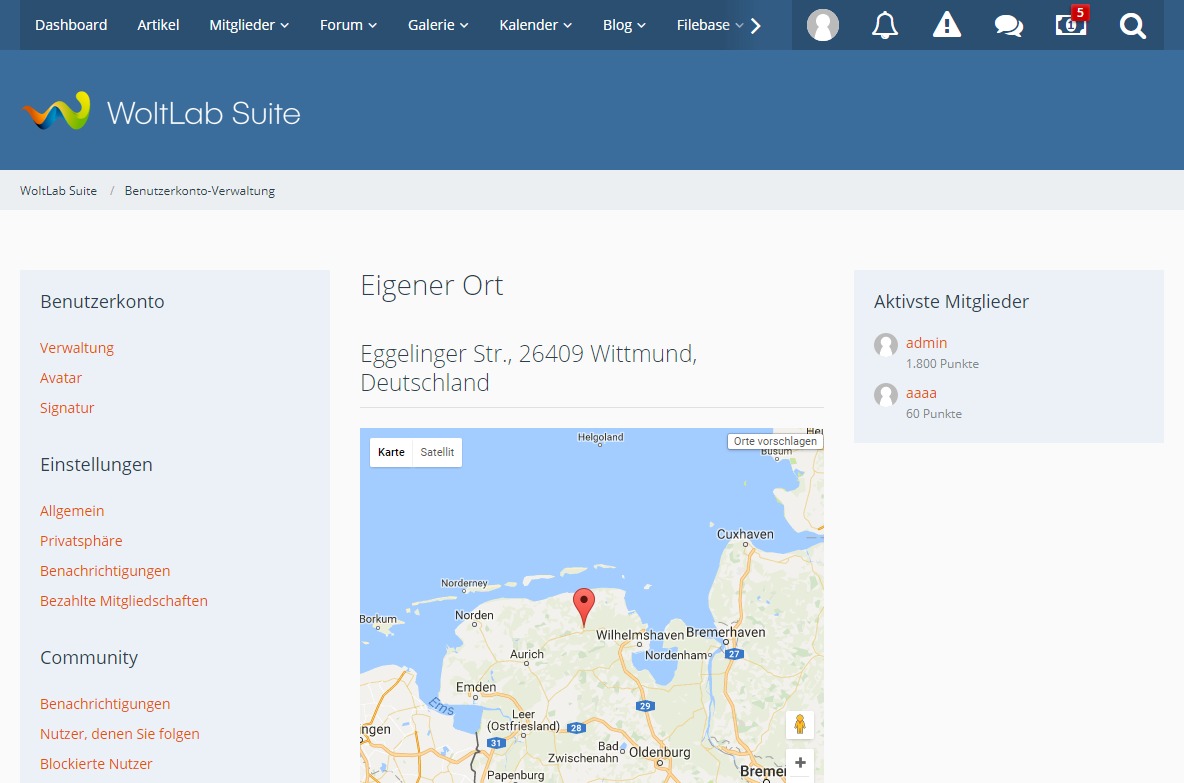 Dashboard
Artikel
Mitglieder
Forum
Galerie
Kalender
Blog
Filebase
5
WoltLab Suite
WoltLab Suite / Benutzerkonto-Verwaltung
Benutzerkonto
Verwaltung
Avatar
Signatur
Einstellungen
Allgemein
Privatsphäre
Benachrichtigungen
Bezahlte Mitgliedschaften
Community
Benachrichtigungen
Nutzer, denen Sie folgen
Blockierte Nutzer
Eigener Ort
Eggelinger Str., 26409 Wittmund,
Deutschland
Karte
Satellit
Helgoland
Orte vorschlagen
Büsum
Cuxhaven
Norderney
Norden
Borkum
Wilhelmshaven
Bremerhaven
Aurich
Nordenham
27
Emden
Ems
29
Leer
(Ostfriesland)
28
ngen
31
Bad
Zwischenahn
Oldenburg
Papenburg
Bremen
+
Aktivste Mitglieder
admin
1.800 Punkte
aaaa
60 Punkte